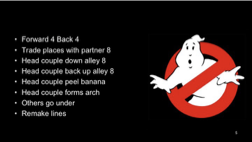 • Forward 4 Back 4
• Trade places with partner 8
• Head couple down alley 8
• Head couple back up alley 8
• Head couple peel banana
• Head couple forms arch
• Others go under
• Remake lines